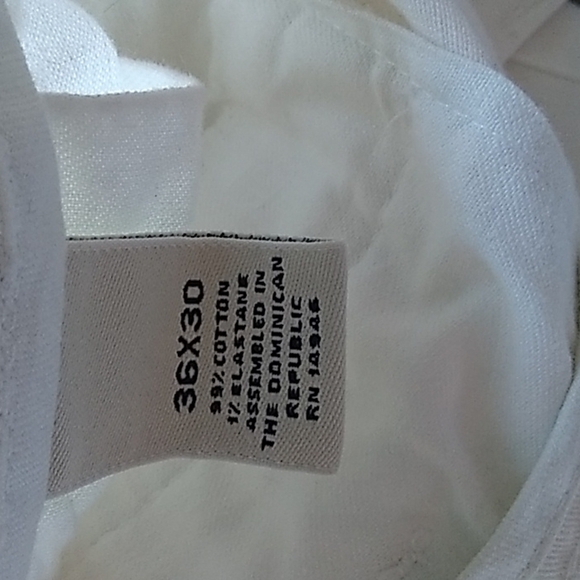 36X30
99% COTTON
1% ELASTANE
ASSEMBLED IN
THE DOMINICAN
REPUBLIC
RN 14946